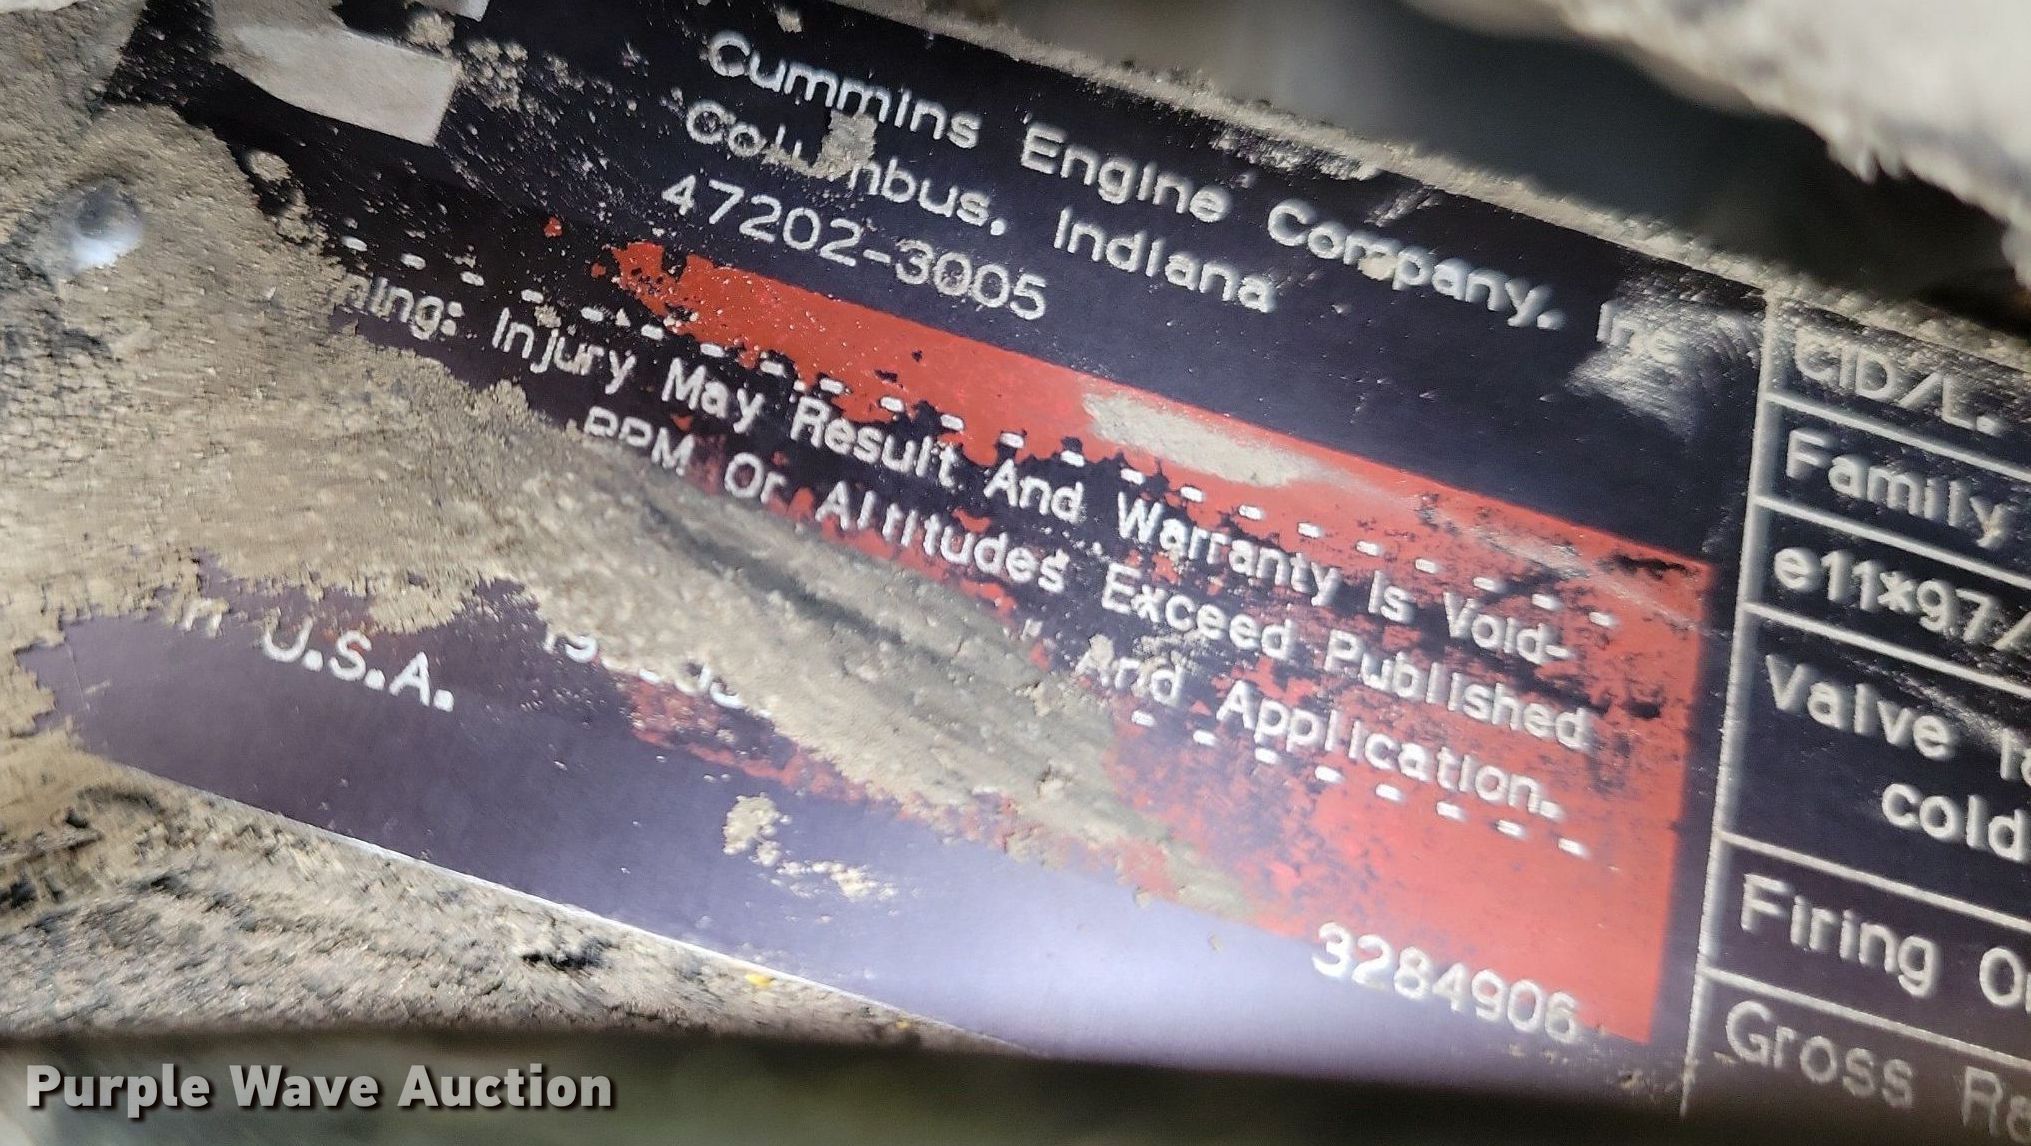 Cummins Engine Company, Inc
Columbus, Indiana
47202-3005
Injury May Result And Warranty Is Void-
RPM Or Altitudes Exceed Published
And Application.
U.S.A.
3284906
CID/L.
Family
e11*97/
Valve
cold
Firing
Gross
Purple Wave Auction